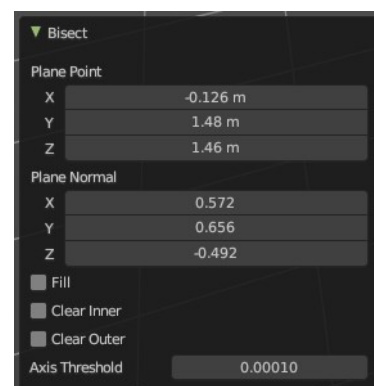 Bisect
Plane Point
X -0.126 m
Y 1.48 m
Z 1.46 m
Plane Normal
X 0.572
Y 0.656
Z -0.492
Fill
Clear Inner
Clear Outer
Axis Threshold 0.00010